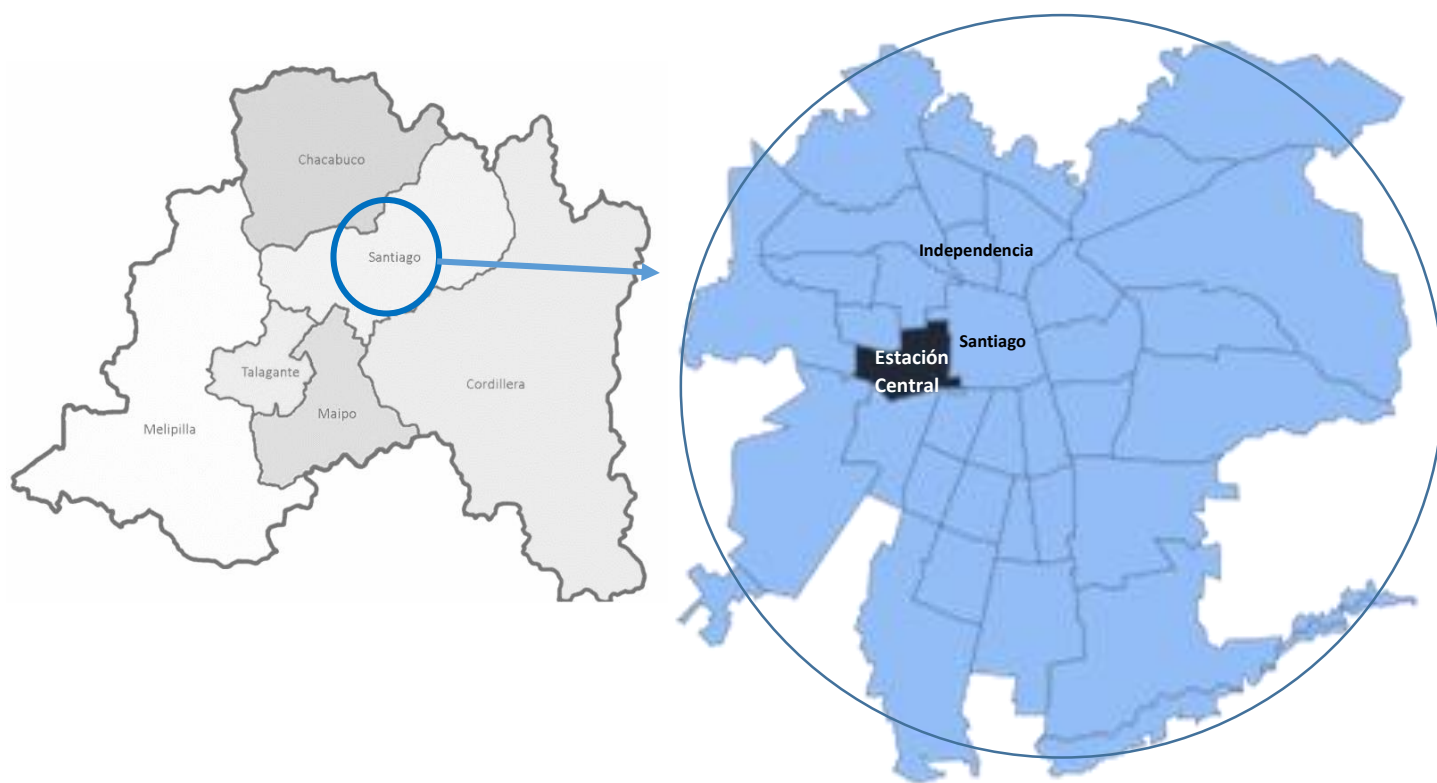 Chacabuco
Santiago
Talagante
Cordillera
Maipo
Melipilla
Independencia
Santiago
Estación
Central